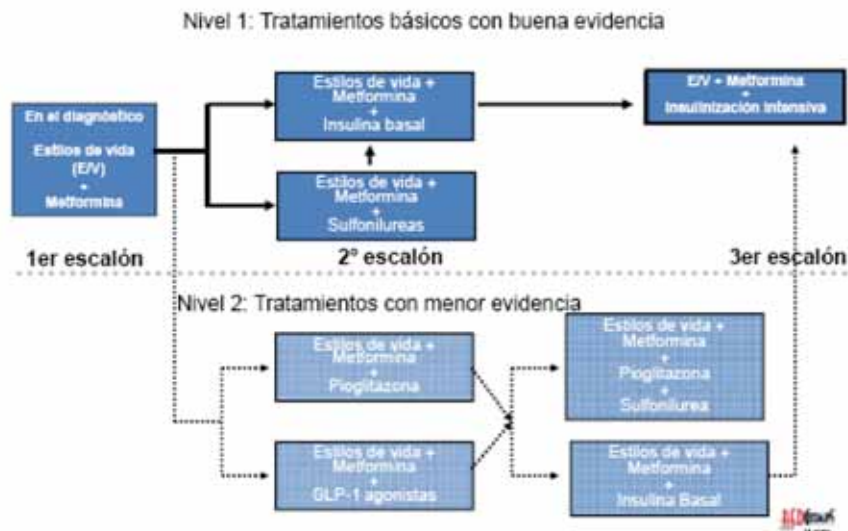 Nivel 1: Tratamientos básicos con buena evidencia
En el diagnóstico
Estilos de vida
(E/V)
+
Metformina
Estilos de vida +
Metformina
+
Insulina basal
Estilos de vida +
Metformina
+
Sulfonilureas
E/V + Metformina
+
Insulinización intensiva
1er escalón
2º escalón
3er escalón
Nivel 2: Tratamientos con menor evidencia
Estilos de vida +
Metformina
+
Pioglitazona
Estilos de vida +
Metformina
+
GLP-1 agonistas
Estilos de vida +
Metformina
+
Pioglitazona
+
Sulfonilurea
Estilos de vida +
Metformina
+
Insulina Basal